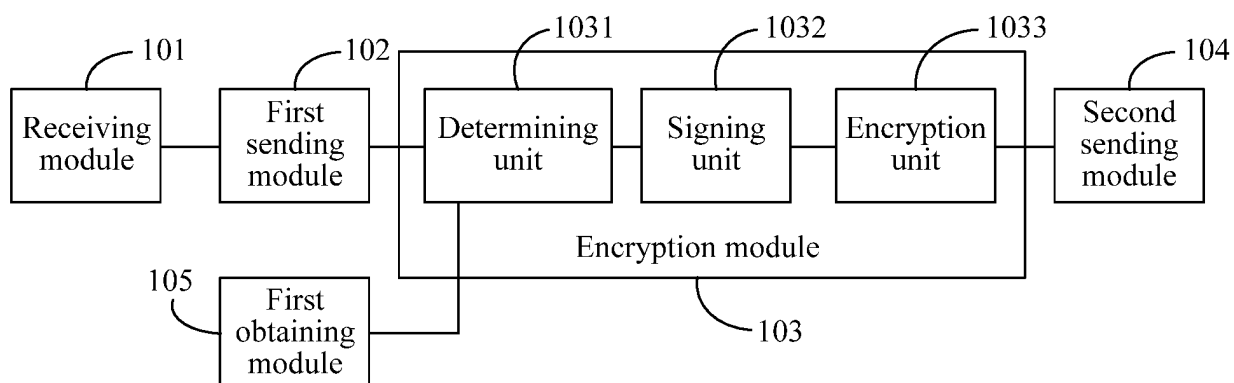 101
102
1031
1032
1033
104
Receiving
module
First
sending
module
Determining
unit
Signing
unit
Encryption
unit
Second
sending
module
Encryption module
105
First
obtaining
module
103